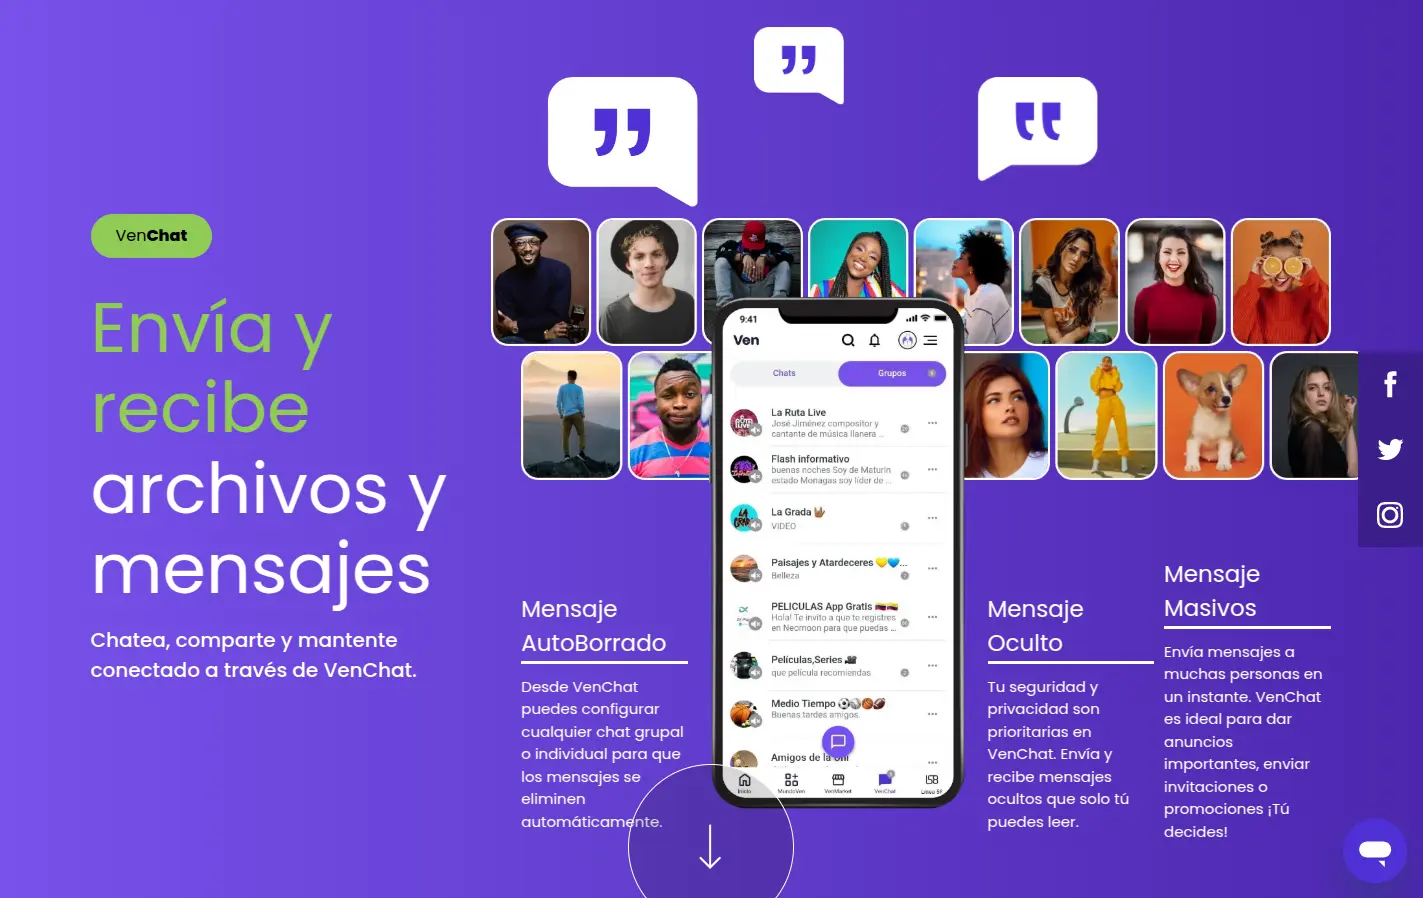 VenChat
Envía y
recibe
archivos y
mensajes
Chatea, comparte y mantente
conectado a través de VenChat.
9:41
Ven
Chats
Grupos
La Ruta Live
José Jiménez compositor y
cantante de música llanera ...
Flash informativo
buenas noches Soy de Maturín
estado Monagas soy líder de ...
La Grada 🤟🏽
VIDEO
Paisajes y Atardeceres 💛💙...
Belleza
PELICULAS App Gratis 🇻🇪🇻🇪
Hola! Te invito a que te registres
en Necmoon para que puedas ...
Películas,Series 🎥
que película recomiendas
Medio Tiempo ⚽⚾🏀🏈
Buenas tardes amigos.
Amigos de la
Inicio
MundoVen
VenMarket
VenChat
Mensaje
AutoBorrado
Desde VenChat
puedes configurar
cualquier chat grupal
o individual para que
los mensajes se
eliminen
automáticamente.
Mensaje
Oculto
Tu seguridad y
privacidad son
prioritarias en
VenChat. Envía y
recibe mensajes
ocultos que solo tú
puedes leer.
Mensaje
Masivos
Envía mensajes a
muchas personas en
un instante. VenChat
es ideal para dar
anuncios
importantes, enviar
invitaciones o
promociones ¡Tú
decides!